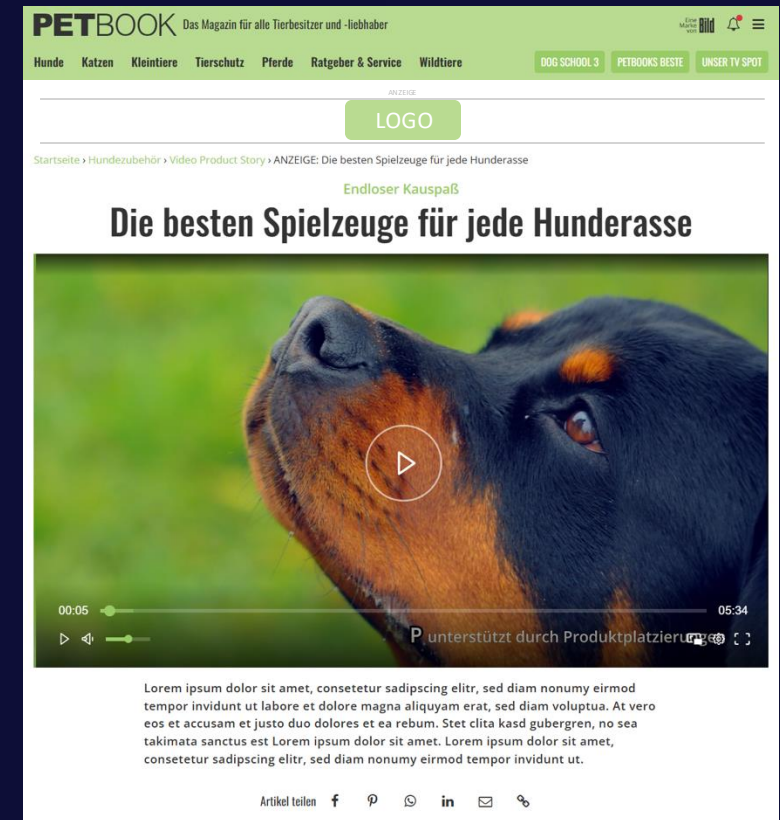 PETBOOK Das Magazin für alle Tierbesitzer und -liebhaber
Eine Marke von Bild
Hunde Katzen Kleintiere Tierschutz Pferde Ratgeber & Service Wildtiere
DOG SCHOOL 3 PETBOOKS BESTE UNSER TV SPOT
ANZEIGE
LOGO
Startseite › Hundezubehör › Video Product Story › ANZEIGE: Die besten Spielzeuge für jede Hunderasse
Endloser Kauspaß
Die besten Spielzeuge für jede Hunderasse
00:05 05:34
P unterstützt durch Produktplatzierungen
Lorem ipsum dolor sit amet, consetetur sadipscing elitr, sed diam nonumy eirmod
tempor invidunt ut labore et dolore magna aliquyam erat, sed diam voluptua. At vero
eos et accusam et justo duo dolores et ea rebum. Stet clita kasd gubergren, no sea
takimata sanctus est Lorem ipsum dolor sit amet. Lorem ipsum dolor sit amet,
consetetur sadipscing elitr, sed diam nonumy eirmod tempor invidunt ut.
Artikel teilen